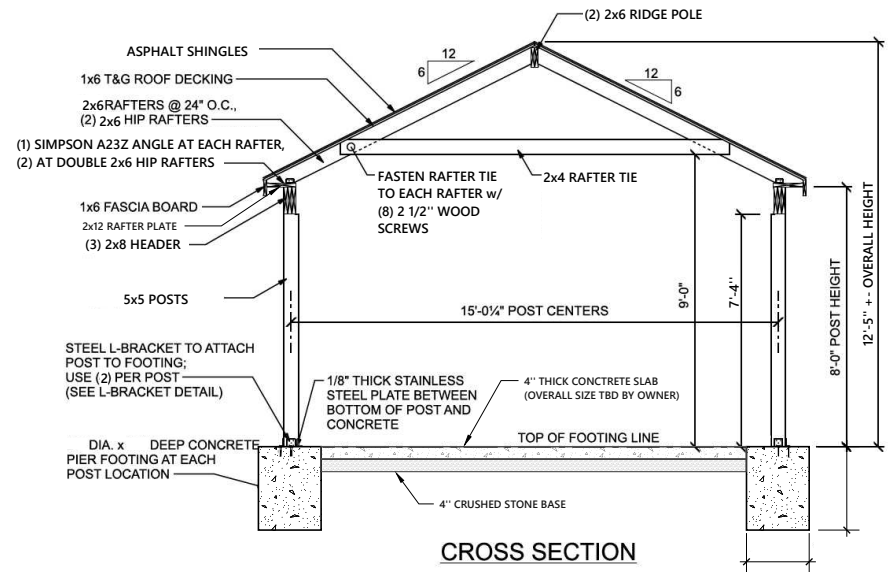 (2) 2x6 RIDGE POLE
ASPHALT SHINGLES
12
6
12
6
1x6 T&G ROOF DECKING
2x6 RAFTERS @ 24" O.C.,
(2) 2x6 HIP RAFTERS
(1) SIMPSON A23Z ANGLE AT EACH RAFTER,
(2) AT DOUBLE 2x6 HIP RAFTERS
FASTEN RAFTER TIE
TO EACH RAFTER w/
(8) 2 1/2'' WOOD
SCREWS
2x4 RAFTER TIE
1x6 FASCIA BOARD
2x12 RAFTER PLATE
(3) 2x8 HEADER
5x5 POSTS
15'-0¼" POST CENTERS
9'-0"
7'-4''
8'-0" POST HEIGHT
12'-5'' +- OVERALL HEIGHT
STEEL L-BRACKET TO ATTACH
POST TO FOOTING;
USE (2) PER POST
(SEE L-BRACKET DETAIL)
1/8" THICK STAINLESS
STEEL PLATE BETWEEN
BOTTOM OF POST AND
CONCRETE
4'' THICK CONCRETE SLAB
(OVERALL SIZE TBD BY OWNER)
TOP OF FOOTING LINE
DIA. x DEEP CONCRETE
PIER FOOTING AT EACH
POST LOCATION
4'' CRUSHED STONE BASE
CROSS SECTION